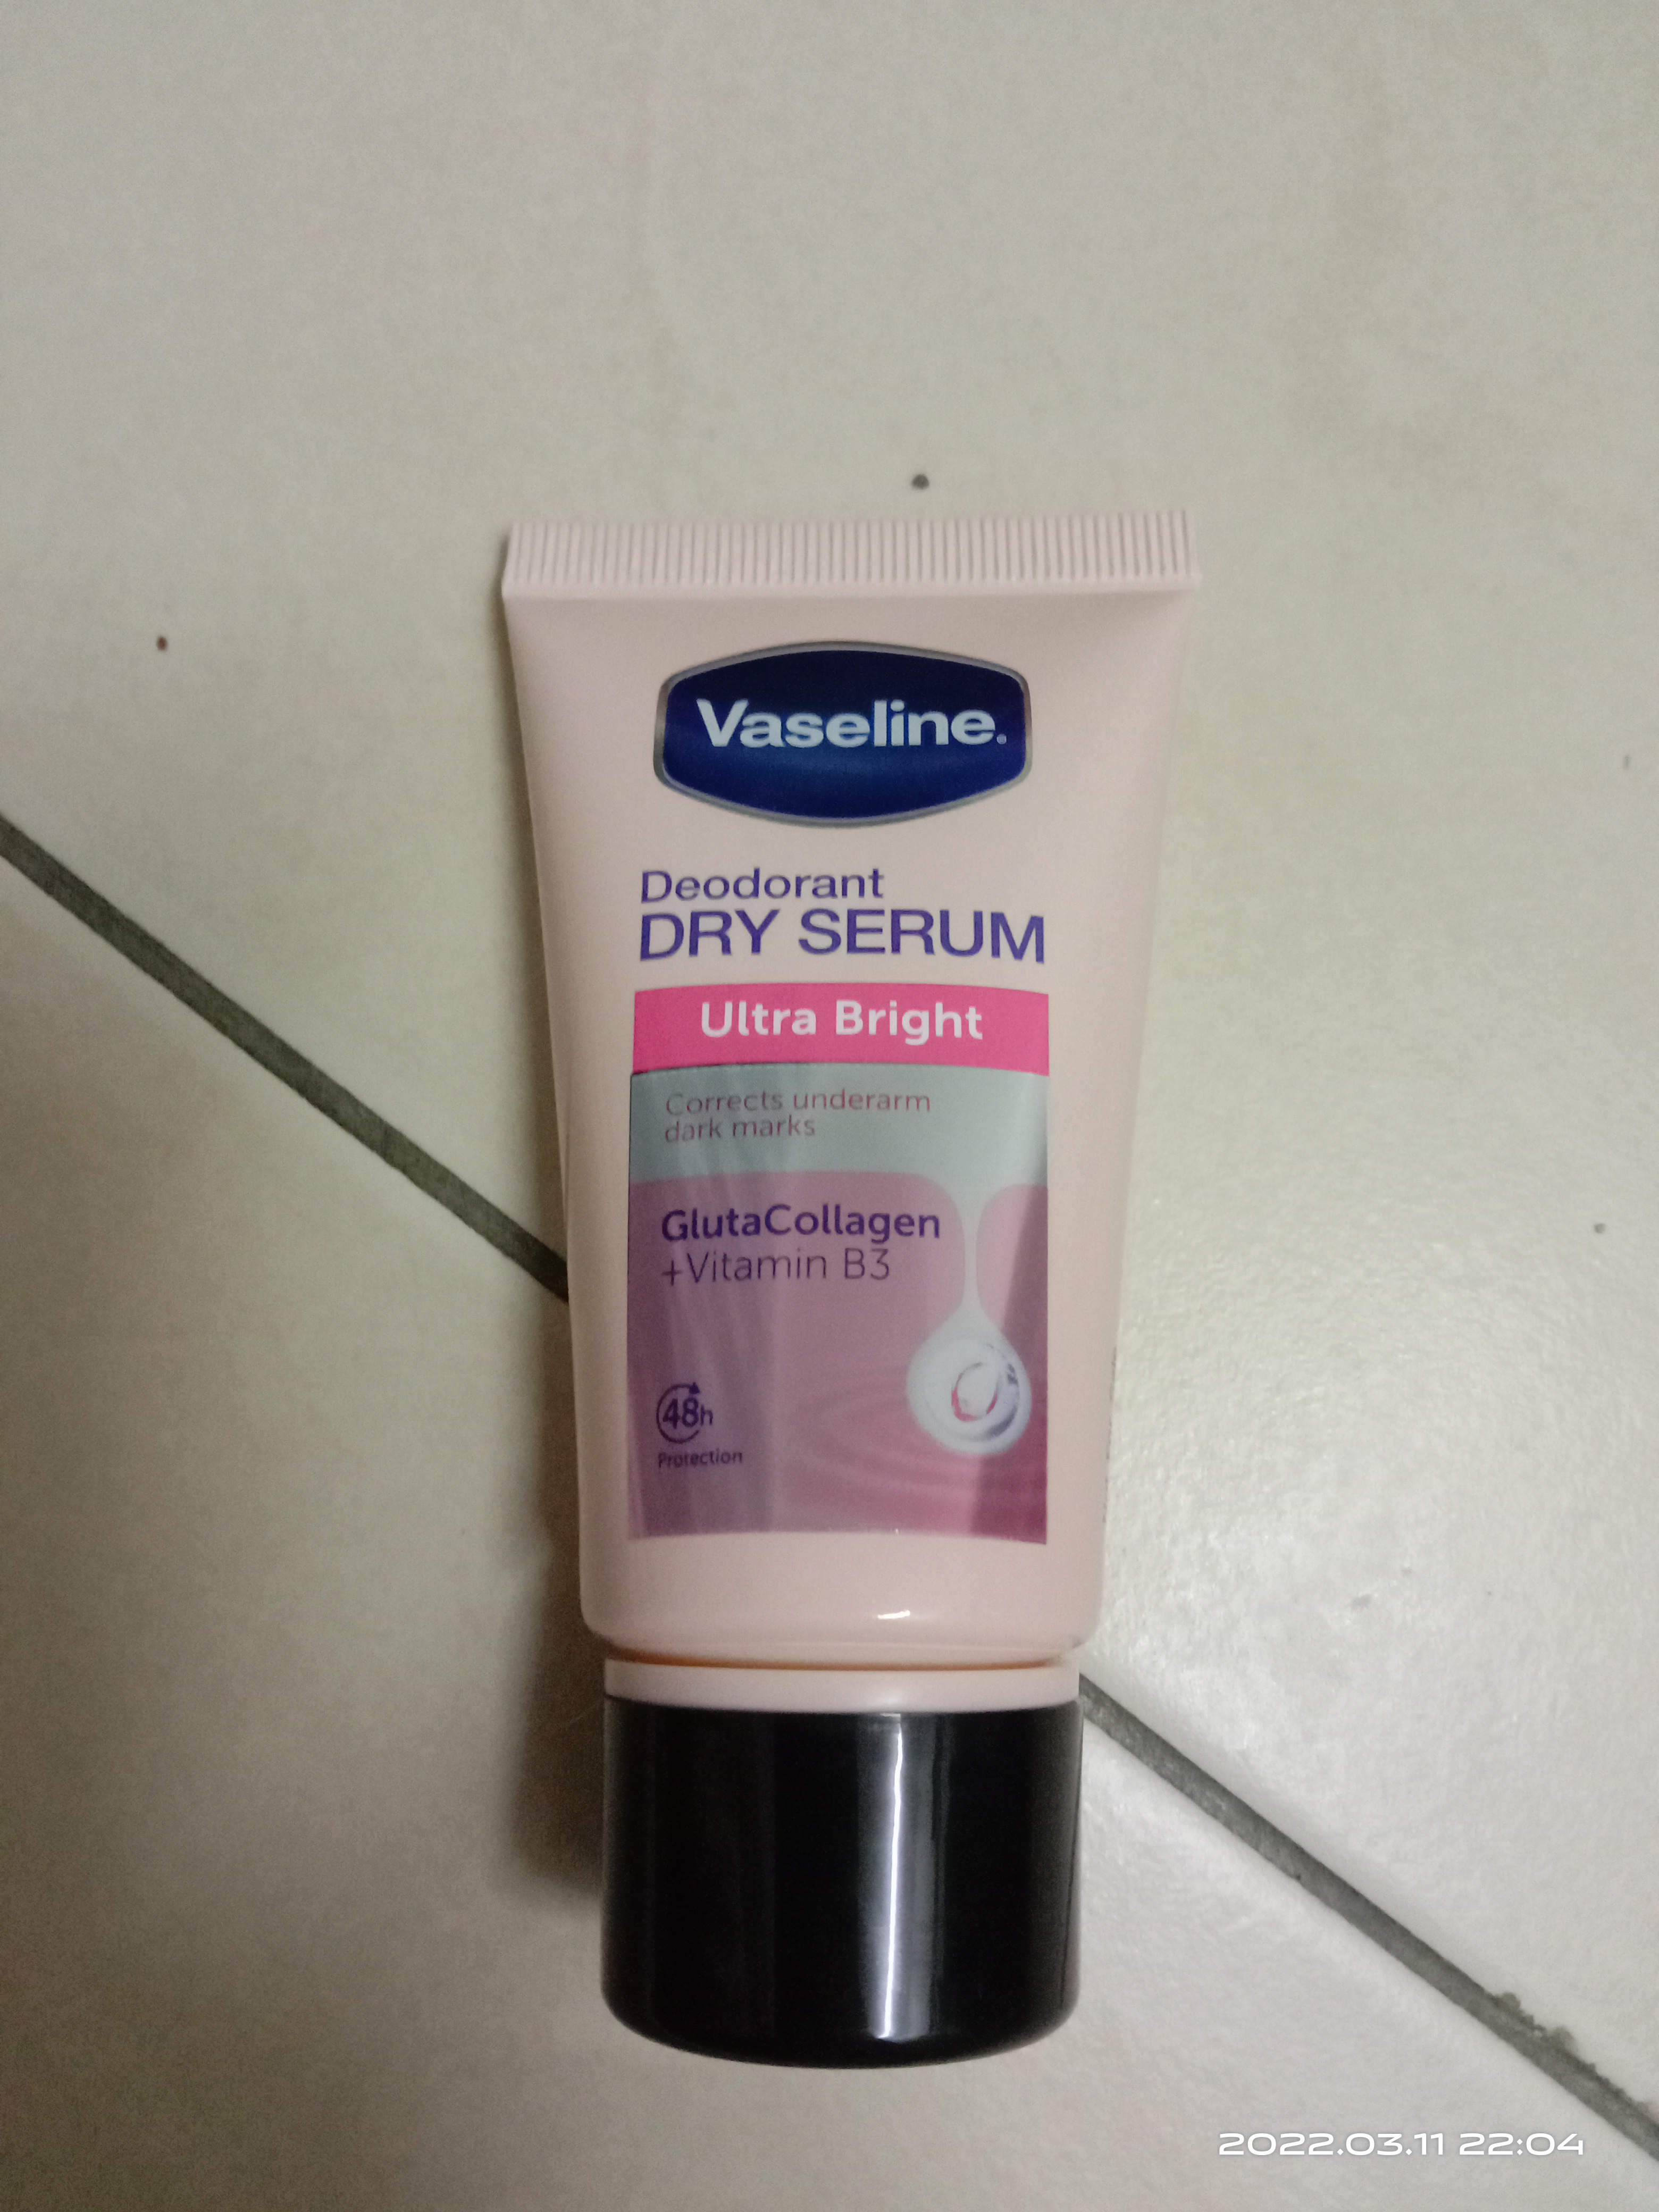 Vaseline.
Deodorant
DRY SERUM
Ultra Bright
Corrects underarm
dark marks
GlutaCollagen
+Vitamin B3
48h
Protection
2022.03.11 22:04